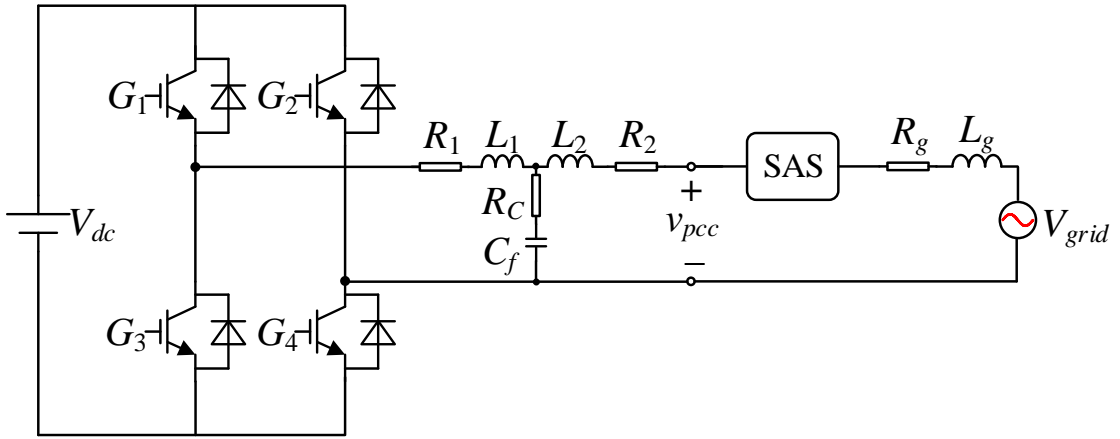 G1
G2
R1
L1
L2
R2
SAS
Rg
Lg
RC
+
vpcc
−
Vdc
Cf
Vgrid
G3
G4